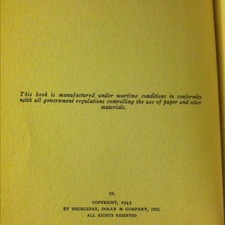 This book is manufactured under wartime conditions in conformity
with all government regulations controlling the use of paper and other
materials.
CL
COPYRIGHT, 1943
BY DOUBLEDAY, DORAN & COMPANY, INC.
ALL RIGHTS RESERVED